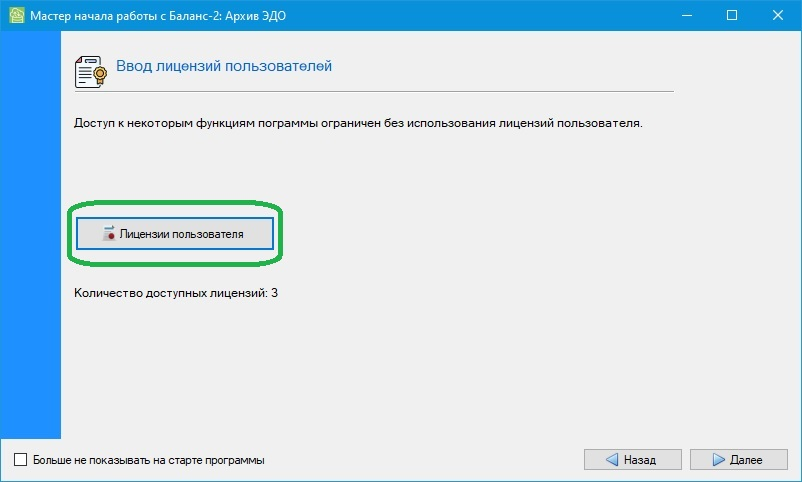 Мастер начала работы с Баланс-2: Архив ЭДО
Ввод лицензий пользователей
Доступ к некоторым функциям пограммы ограничен без использования лицензий пользователя.
Лицензии пользователя
Количество доступных лицензий: 3
Больше не показывать на старте программы
Назад
Далее